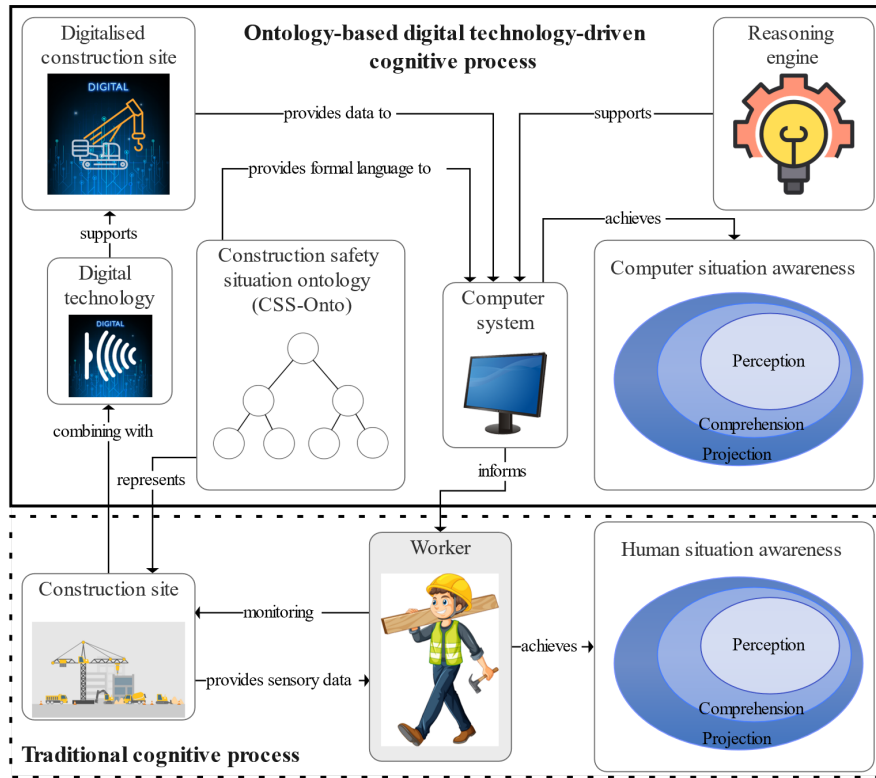 Digitalised
construction site
DIGITAL
Ontology-based digital technology-driven
cognitive process
Reasoning
engine
provides data to
supports
provides formal language to
achieves
supports
Digital
technology
DIGITAL
Construction safety
situation ontology
(CSS-Onto)
Computer
system
Computer situation awareness
Perception
Comprehension
Projection
combining with
represents
informs
Construction site
monitoring
provides sensory data
Worker
achieves
Human situation awareness
Perception
Comprehension
Projection
Traditional cognitive process